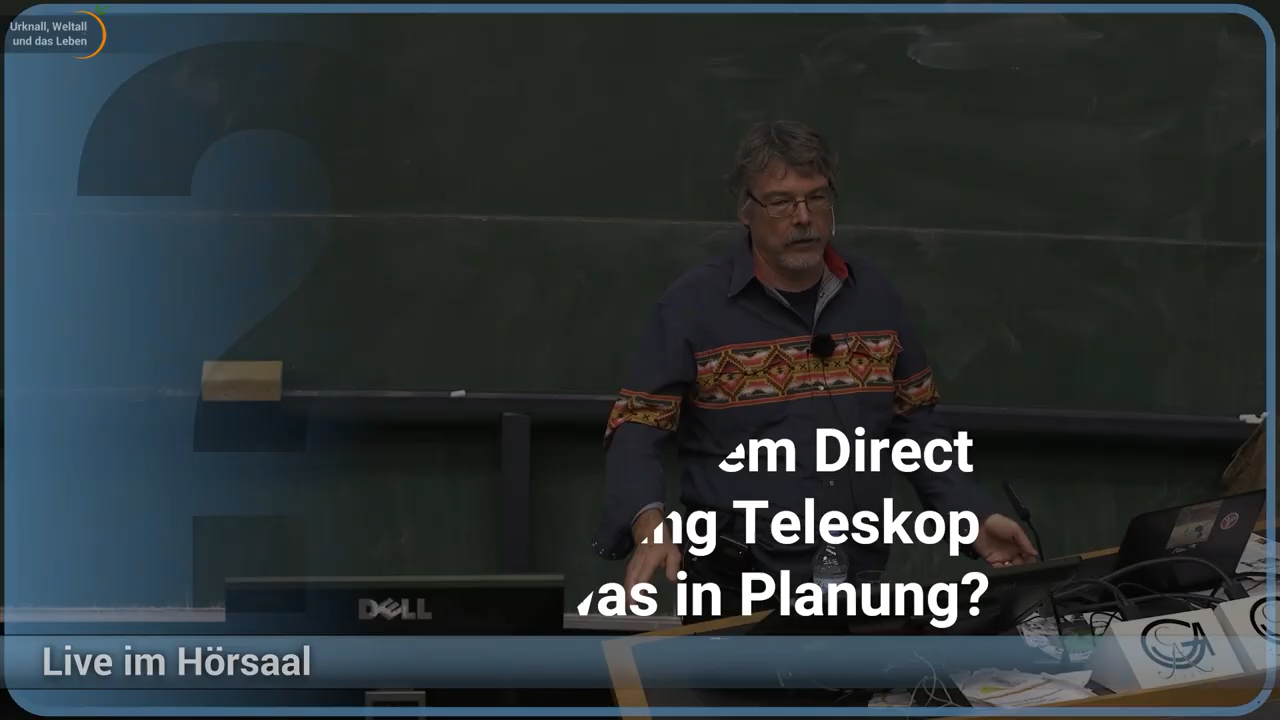 Urknall, Weltall
und das Leben
em Direct
ng Teleskop
as in Planung?
DELL
Live im Hörsaal